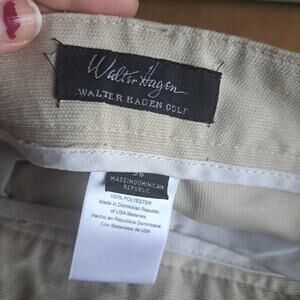 Walter Hagen
WALTER HAGEN GOLF
36
MADE IN DOMINICAN
REPUBLIC
100% POLYESTER
Made in Dominican Republic
of USA Materials
Hecho en Republica Dominicana
Con Materiales de USA